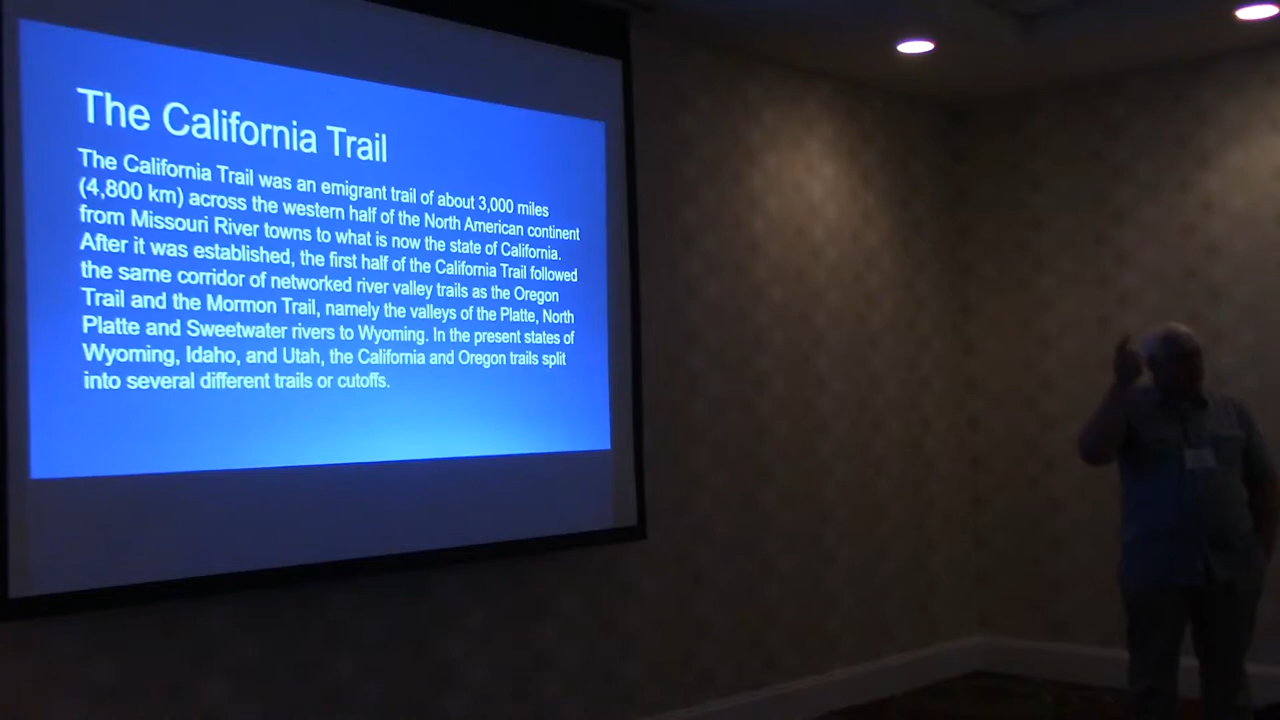 The California Trail
The California Trail was an emigrant trail of about 3,000 miles
(4,800 km) across the western half of the North American continent
from Missouri River towns to what is now the state of California.
After it was established, the first half of the California Trail followed
the same corridor of networked river valley trails as the Oregon
Trail and the Mormon Trail, namely the valleys of the Platte, North
Platte and Sweetwater rivers to Wyoming. In the present states of
Wyoming, Idaho, and Utah, the California and Oregon trails split
into several different trails or cutoffs.